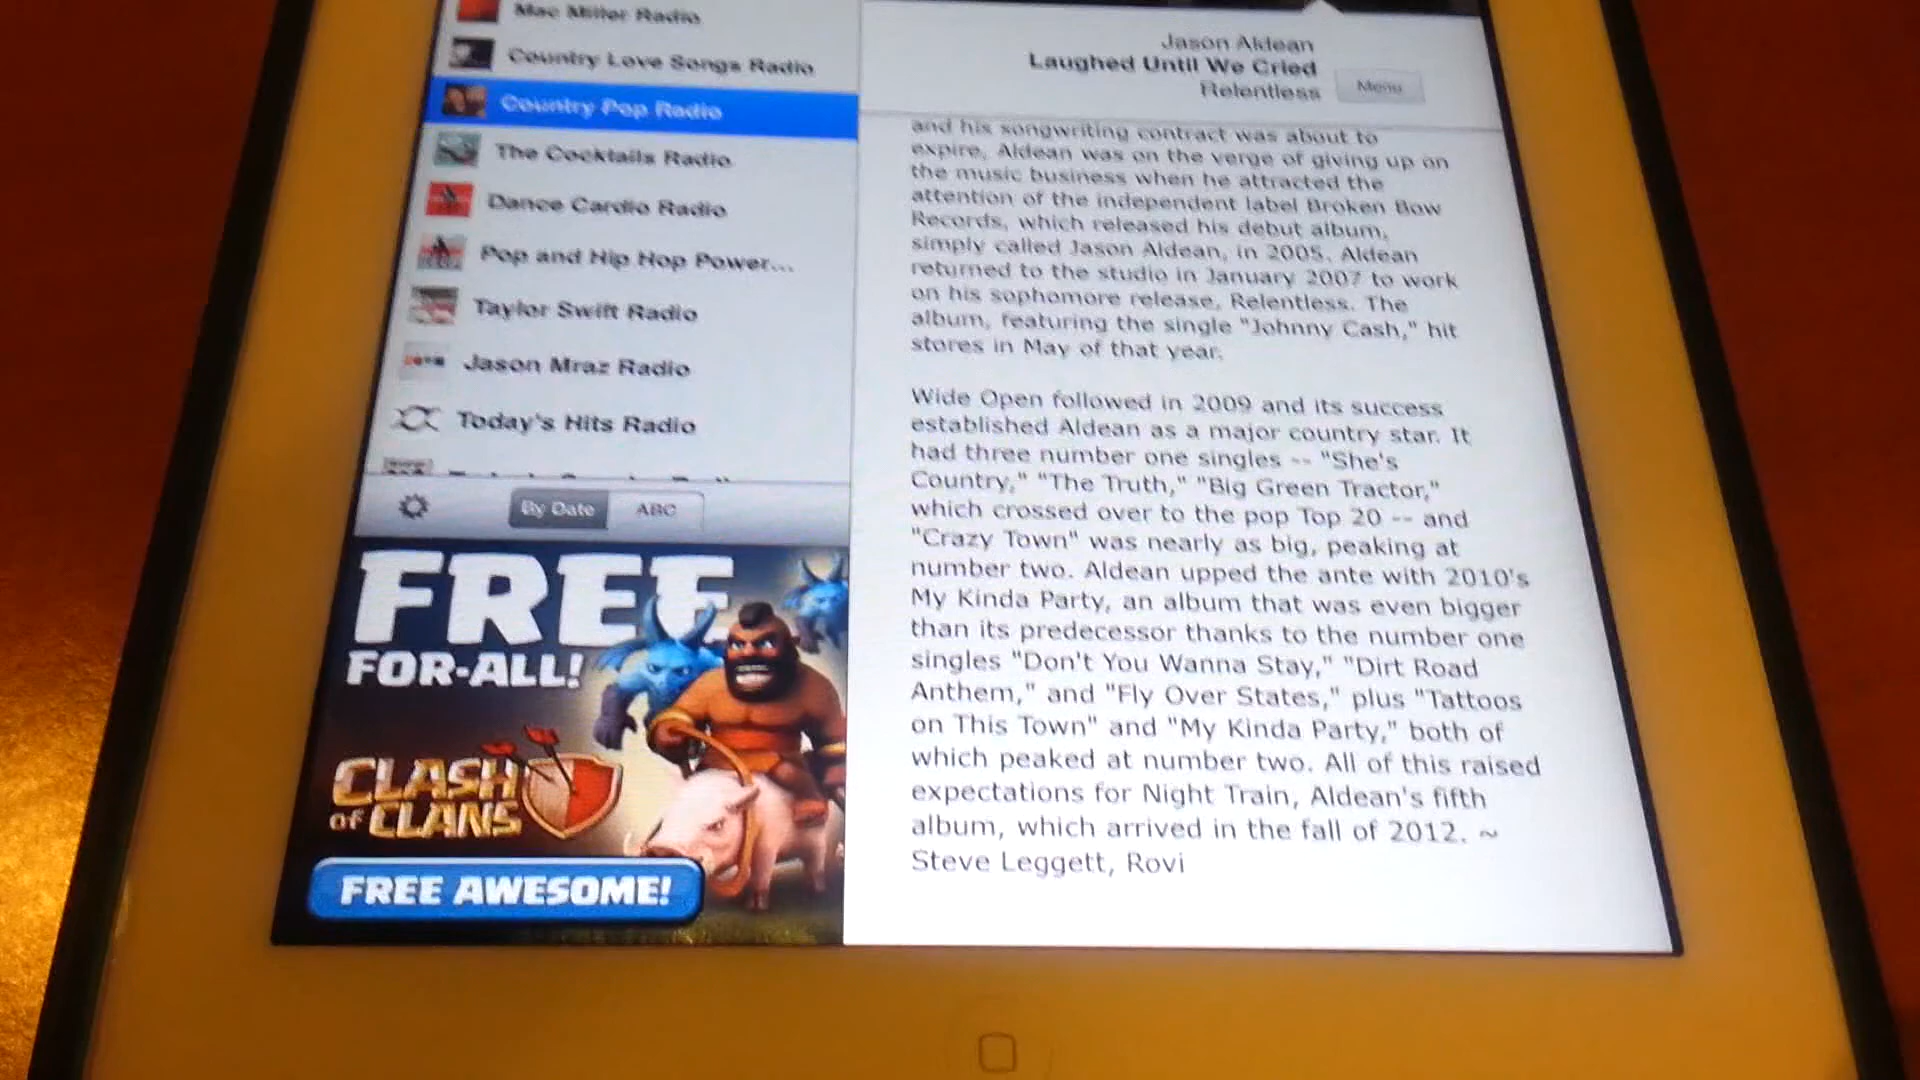 Mac Miller Radio
Country Love Songs Radio
Country Pop Radio
The Cocktails Radio
Dance Cardio Radio
Pop and Hip Hop Power...
Taylor Swift Radio
Jason Mraz Radio
Today's Hits Radio
By Date
ABC
FREE
FOR-ALL!
CLASH
of CLANS
FREE AWESOME!
Jason Aldean
Laughed Until We Cried
Relentless
Menu
and his songwriting contract was about to
expire, Aldean was on the verge of giving up on
the music business when he attracted the
attention of the independent label Broken Bow
Records, which released his debut album,
simply called Jason Aldean, in 2005. Aldean
returned to the studio in January 2007 to work
on his sophomore release, Relentless. The
album, featuring the single "Johnny Cash," hit
stores in May of that year.
Wide Open followed in 2009 and its success
established Aldean as a major country star. It
had three number one singles -- "She's
Country," "The Truth," "Big Green Tractor,"
which crossed over to the pop Top 20 -- and
"Crazy Town" was nearly as big, peaking at
number two. Aldean upped the ante with 2010's
My Kinda Party, an album that was even bigger
than its predecessor thanks to the number one
singles "Don't You Wanna Stay," "Dirt Road
Anthem," and "Fly Over States," plus "Tattoos
on This Town" and "My Kinda Party," both of
which peaked at number two. All of this raised
expectations for Night Train, Aldean's fifth
album, which arrived in the fall of 2012. ~
Steve Leggett, Rovi